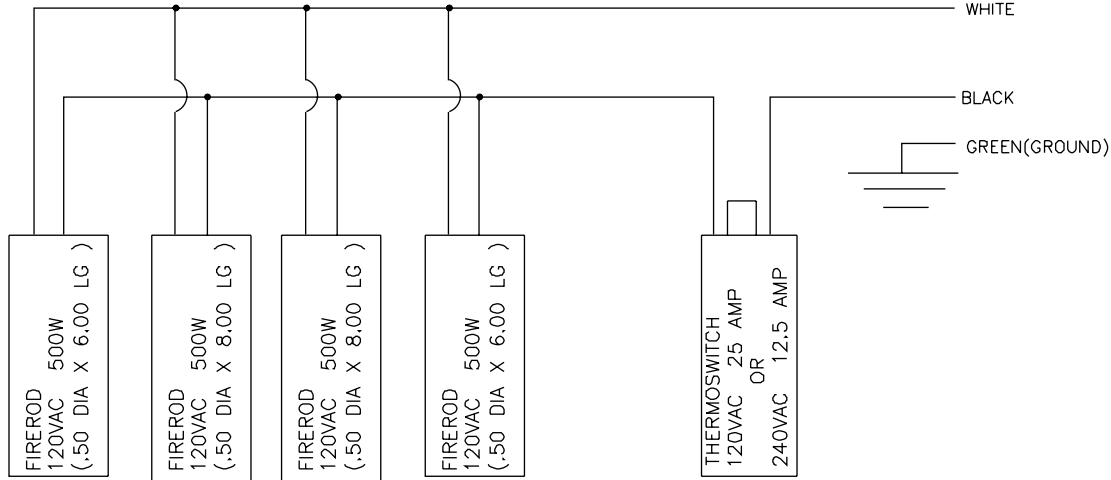 WHITE
BLACK
GREEN(GROUND)
FIREROD
120VAC 500W
(.50 DIA X 6.00 LG )
FIREROD
120VAC 500W
(.50 DIA X 8.00 LG )
FIREROD
120VAC 500W
(.50 DIA X 8.00 LG )
FIREROD
120VAC 500W
(.50 DIA X 6.00 LG )
THERMOSWITCH
120VAC 25 AMP
OR
240VAC 12.5 AMP